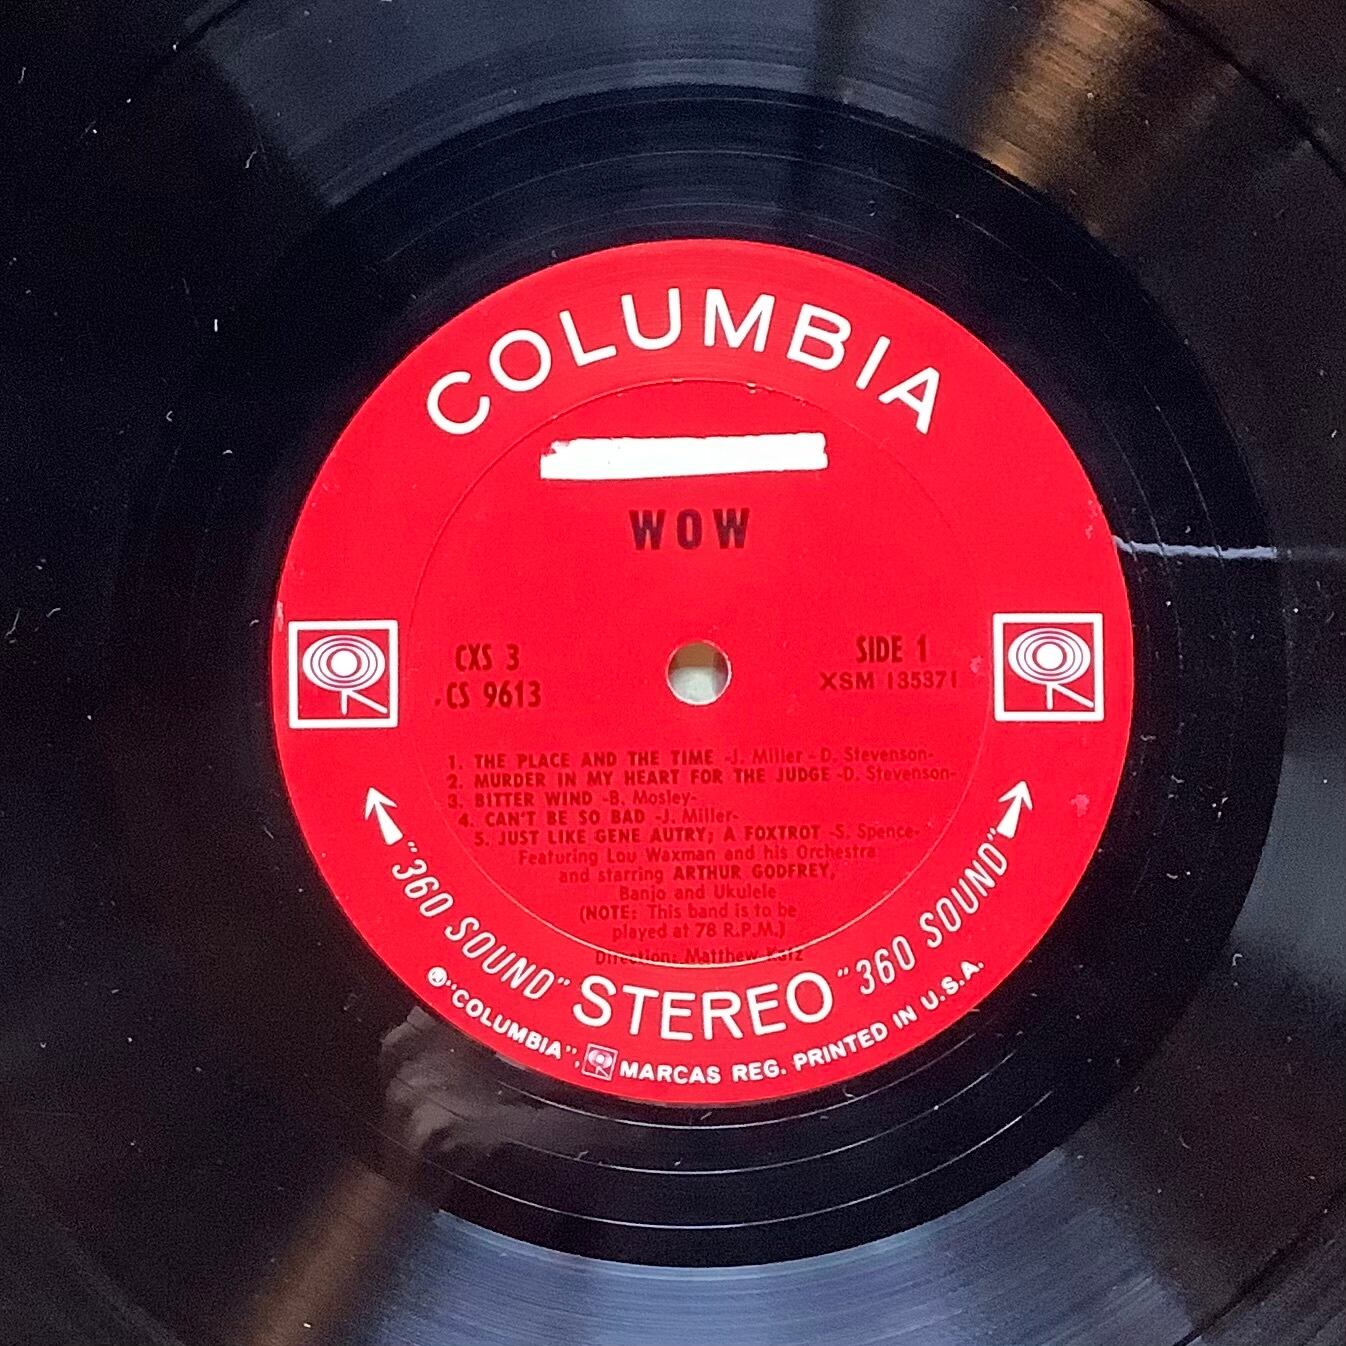 COLUMBIA
WOW
CXS 3
CS 9613
SIDE 1
XSM 135371
1. THE PLACE AND THE TIME -J. Miller - D. Stevenson-
2. MURDER IN MY HEART FOR THE JUDGE -D. Stevenson-
3. BITTER WIND -B. Mosley-
4. CAN'T BE SO BAD -J. Miller-
5. JUST LIKE GENE AUTRY; A FOXTROT -S. Spence-
Featuring Lou Waxman and his Orchestra
and starring ARTHUR GODFREY,
Banjo and Ukulele
(NOTE: This band is to be
played at 78 R.P.M.)
Direction: Matthew Katz
"360 SOUND" STEREO "360 SOUND"
"COLUMBIA", MARCAS REG. PRINTED IN U.S.A.